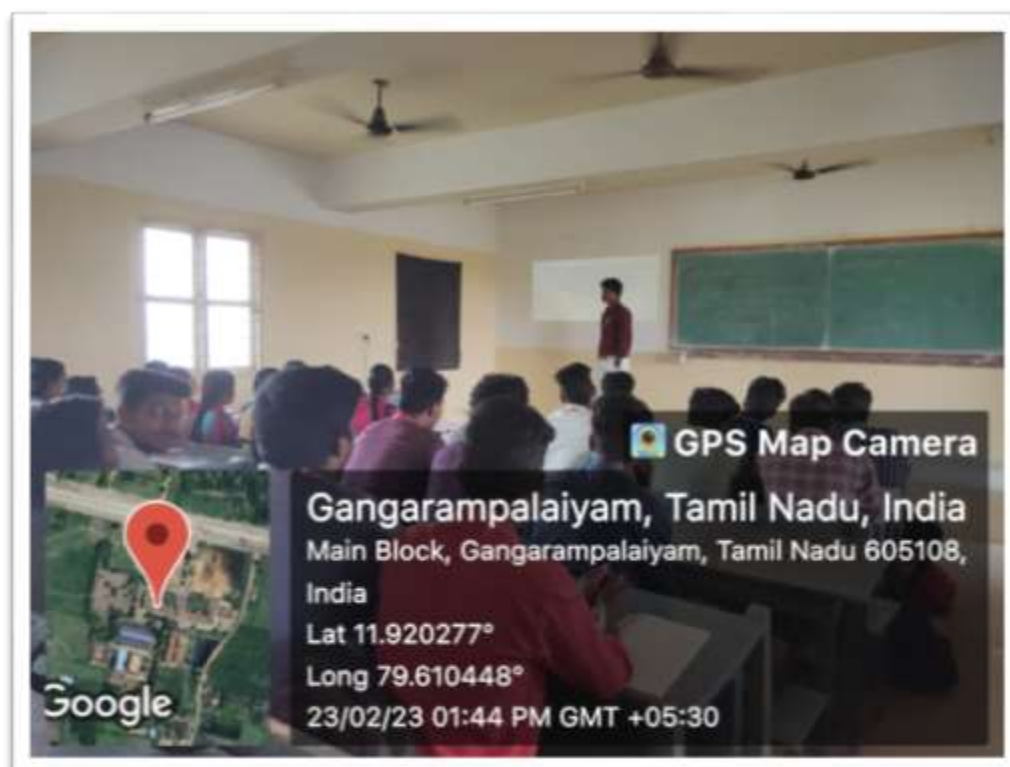 GPS Map Camera
Gangarampalaiyam, Tamil Nadu, India
Main Block, Gangarampalaiyam, Tamil Nadu 605108,
India
Lat 11.920277°
Long 79.610448°
23/02/23 01:44 PM GMT +05:30
Google